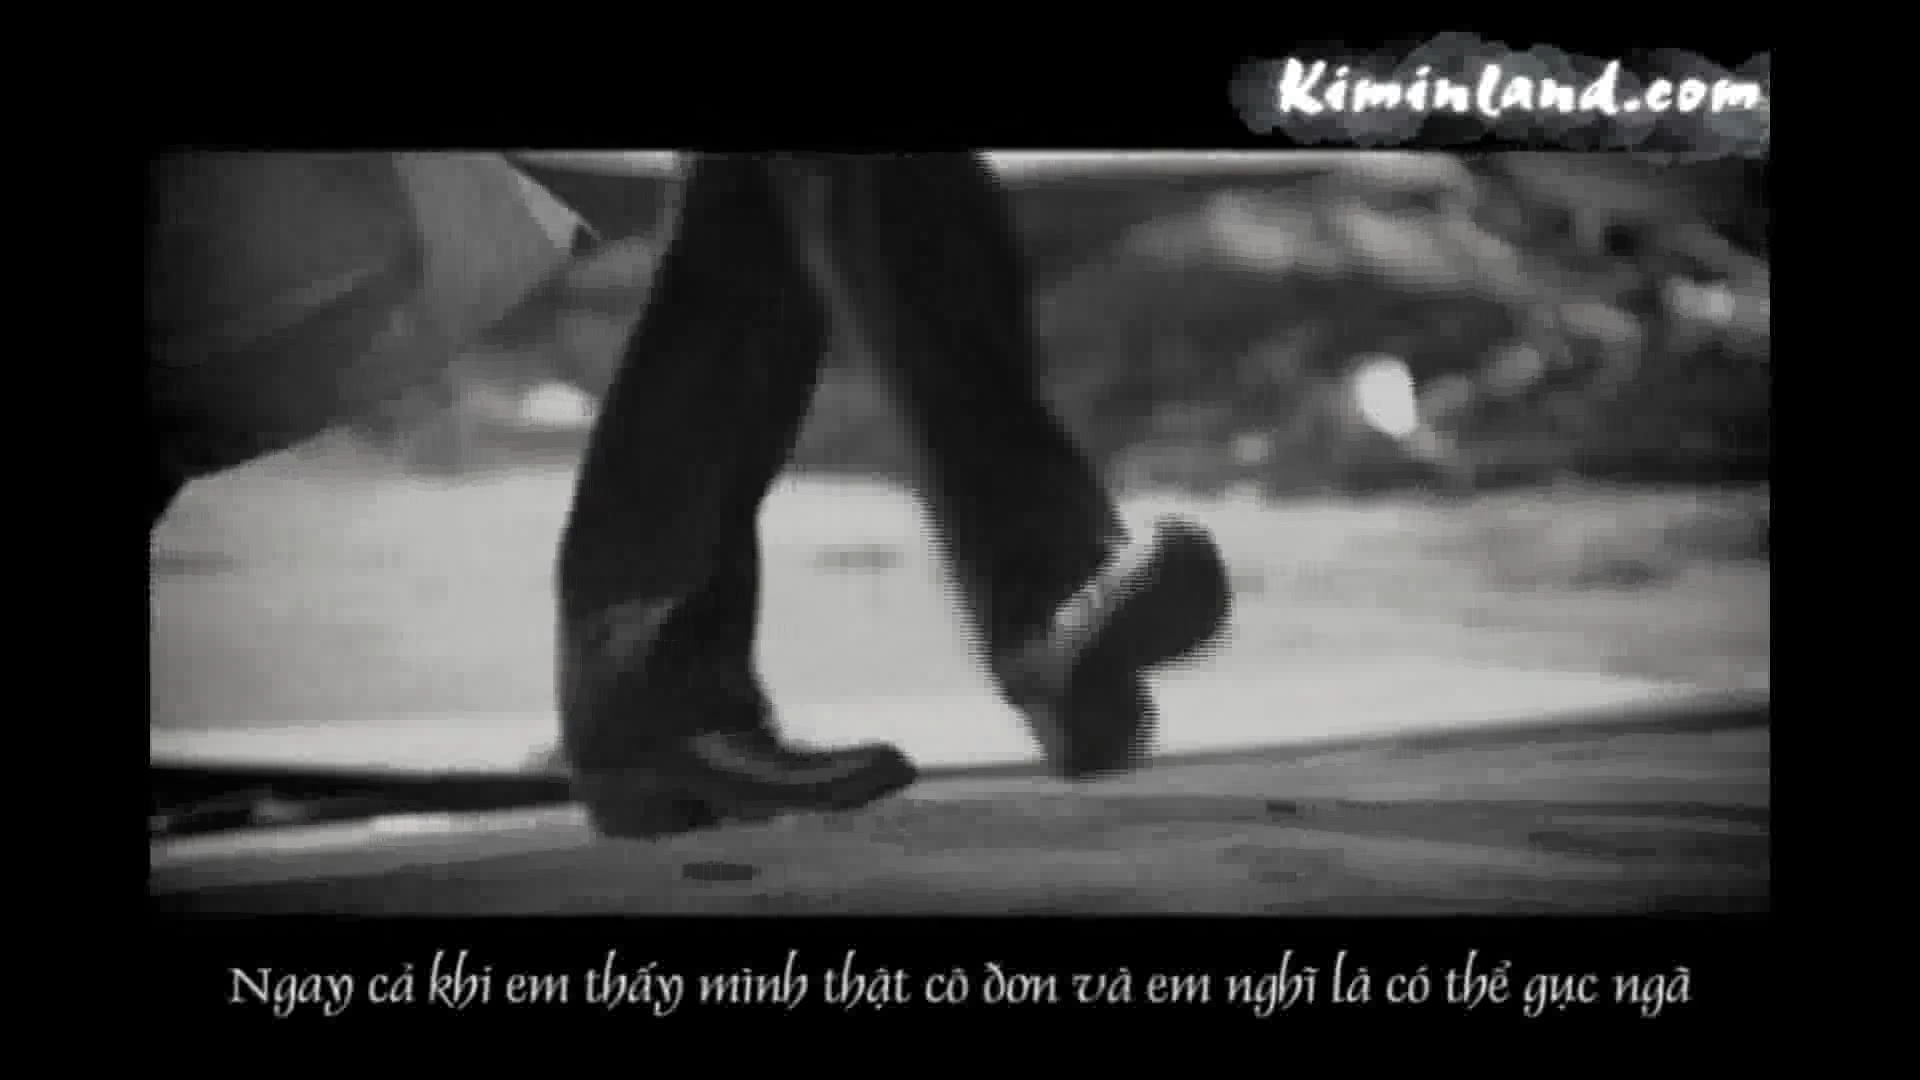 Kiminland.com
Ngay cả khi em thấy mình thật cô đơn và em nghĩ là có thể gục ngã